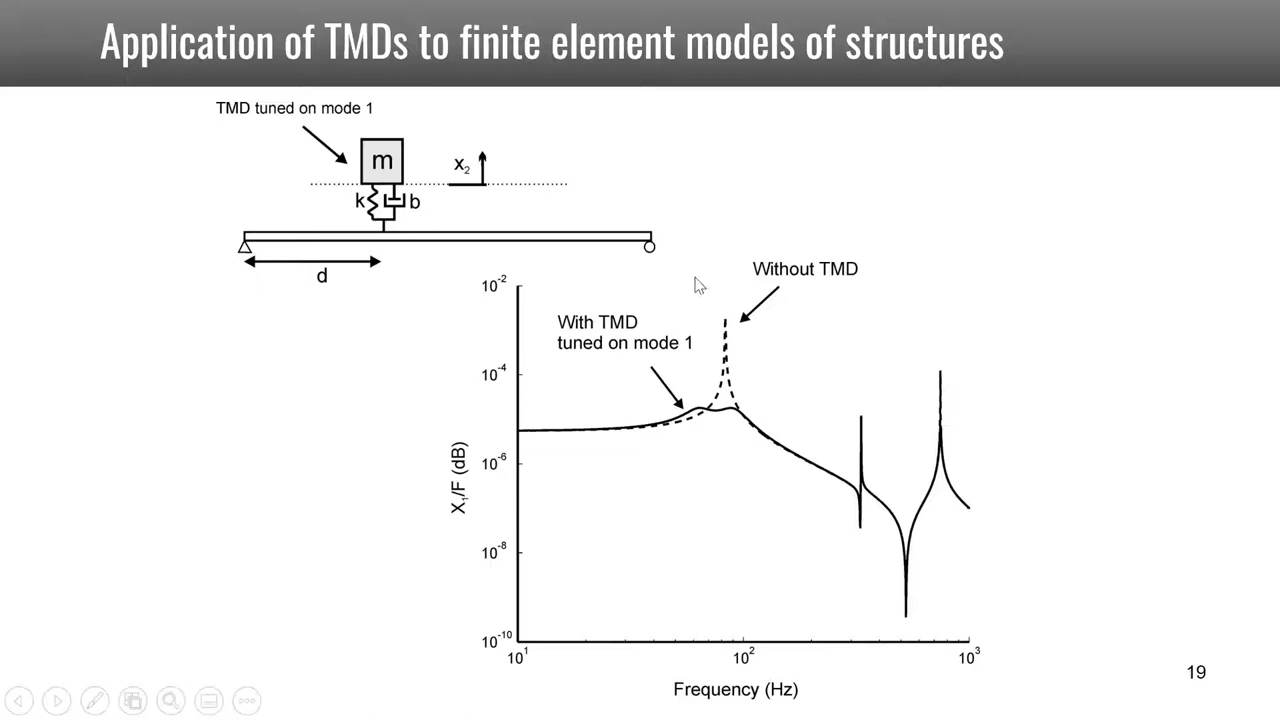 Application of TMDs to finite element models of structures
TMD tuned on mode 1
m
x₂
k
b
d
Without TMD
With TMD
tuned on mode 1
10⁻²
10⁻⁴
10⁻⁶
10⁻⁸
10⁻¹⁰
X₁/F (dB)
10¹
10²
10³
Frequency (Hz)
19